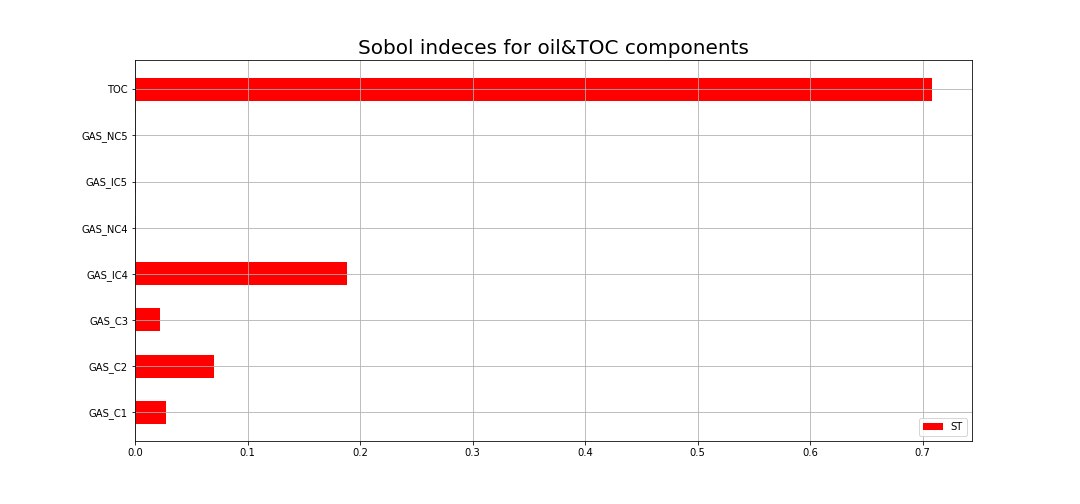 Sobol indeces for oil&TOC components
TOC
GAS_NC5
GAS_IC5
GAS_NC4
GAS_IC4
GAS_C3
GAS_C2
GAS_C1
ST
0.0 0.1 0.2 0.3 0.4 0.5 0.6 0.7